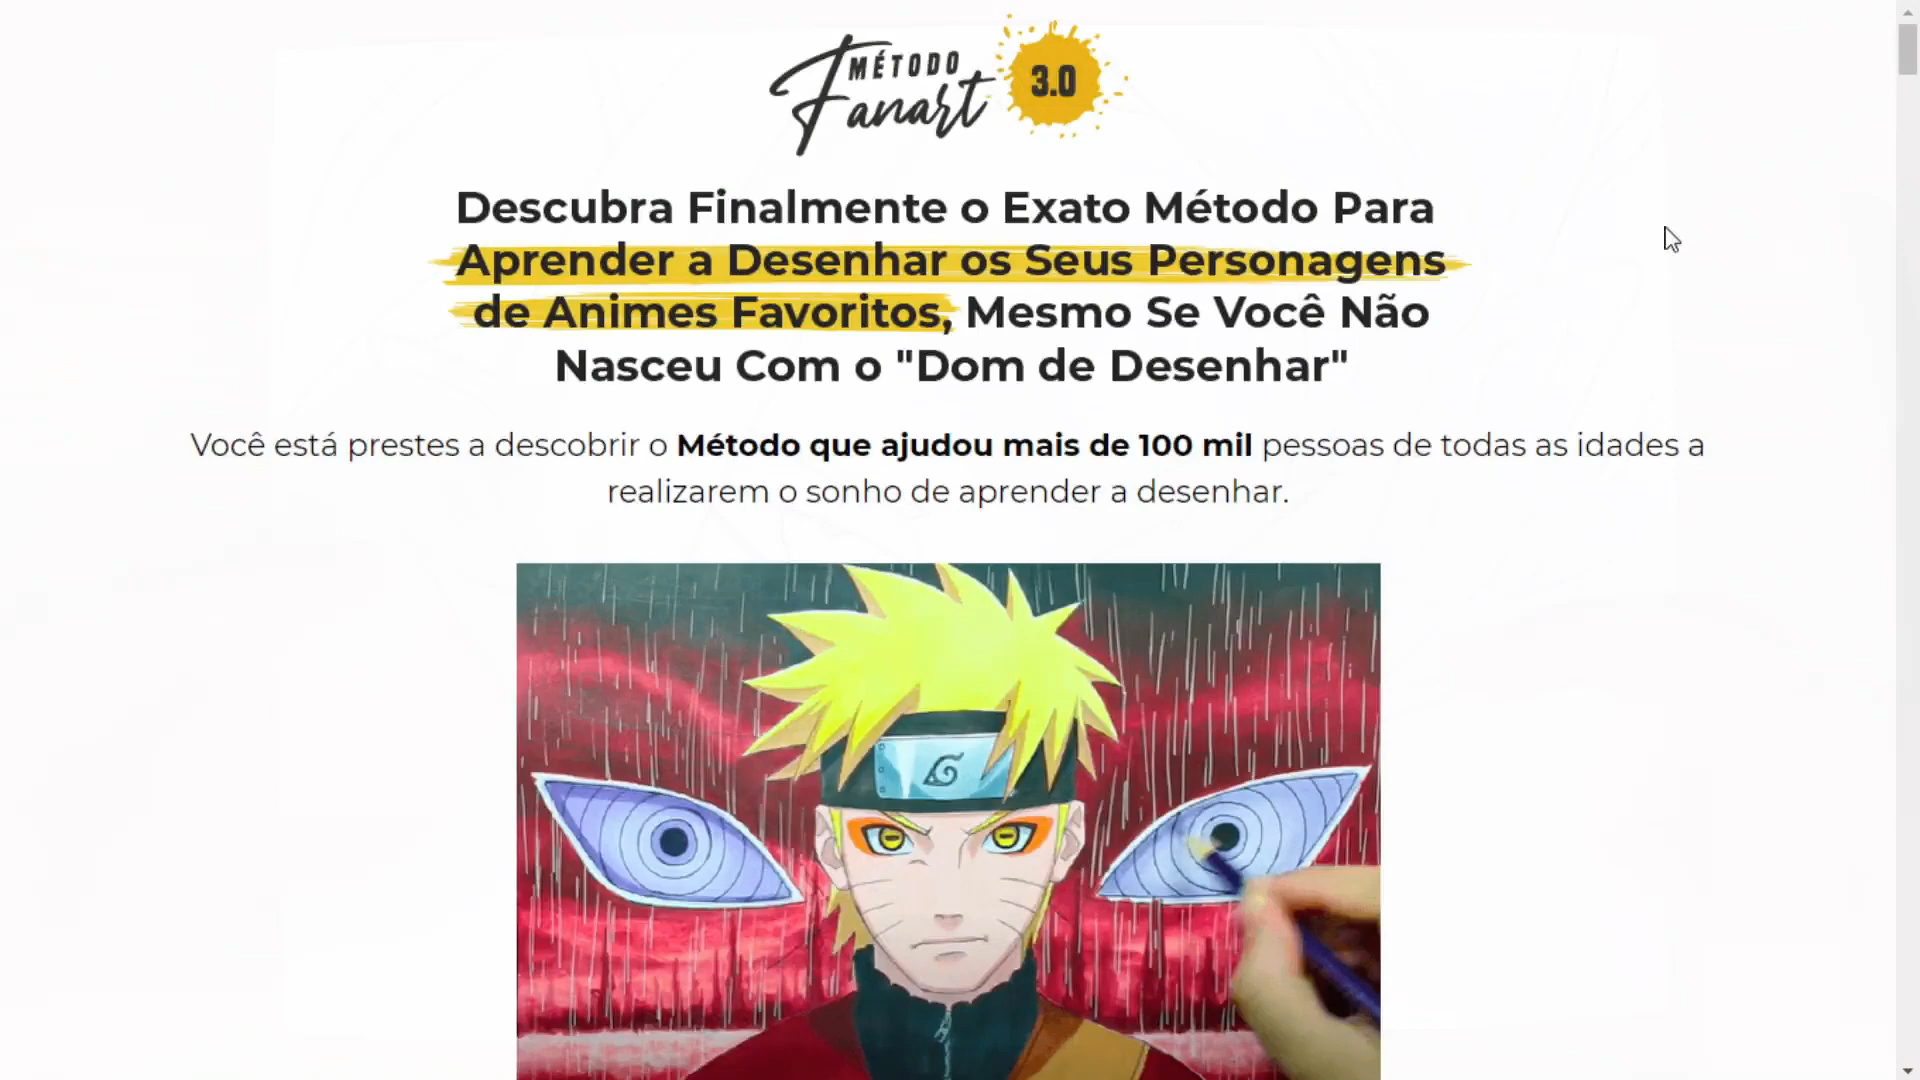 MÉTODO
Fanart
3.0
Descubra Finalmente o Exato Método Para
Aprender a Desenhar os Seus Personagens
de Animes Favoritos, Mesmo Se Você Não
Nasceu Com o "Dom de Desenhar"
Você está prestes a descobrir o Método que ajudou mais de 100 mil pessoas de todas as idades a
realizarem o sonho de aprender a desenhar.